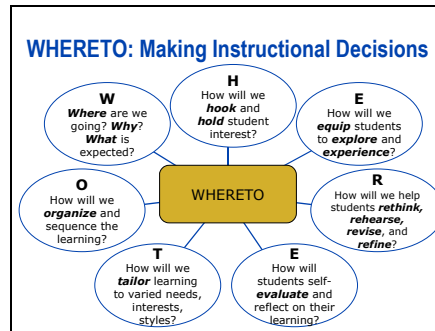 WHERETO: Making Instructional Decisions
W
Where are we
going? Why?
What is
expected?
H
How will we
hook and
hold student
interest?
E
How will we
equip students
to explore and
experience?
R
How will we help
students rethink,
rehearse,
revise, and
refine?
E
How will
students self-
evaluate and
reflect on their
learning?
T
How will we
tailor learning
to varied needs,
interests,
styles?
O
How will we
organize and
sequence the
learning?
WHERETO